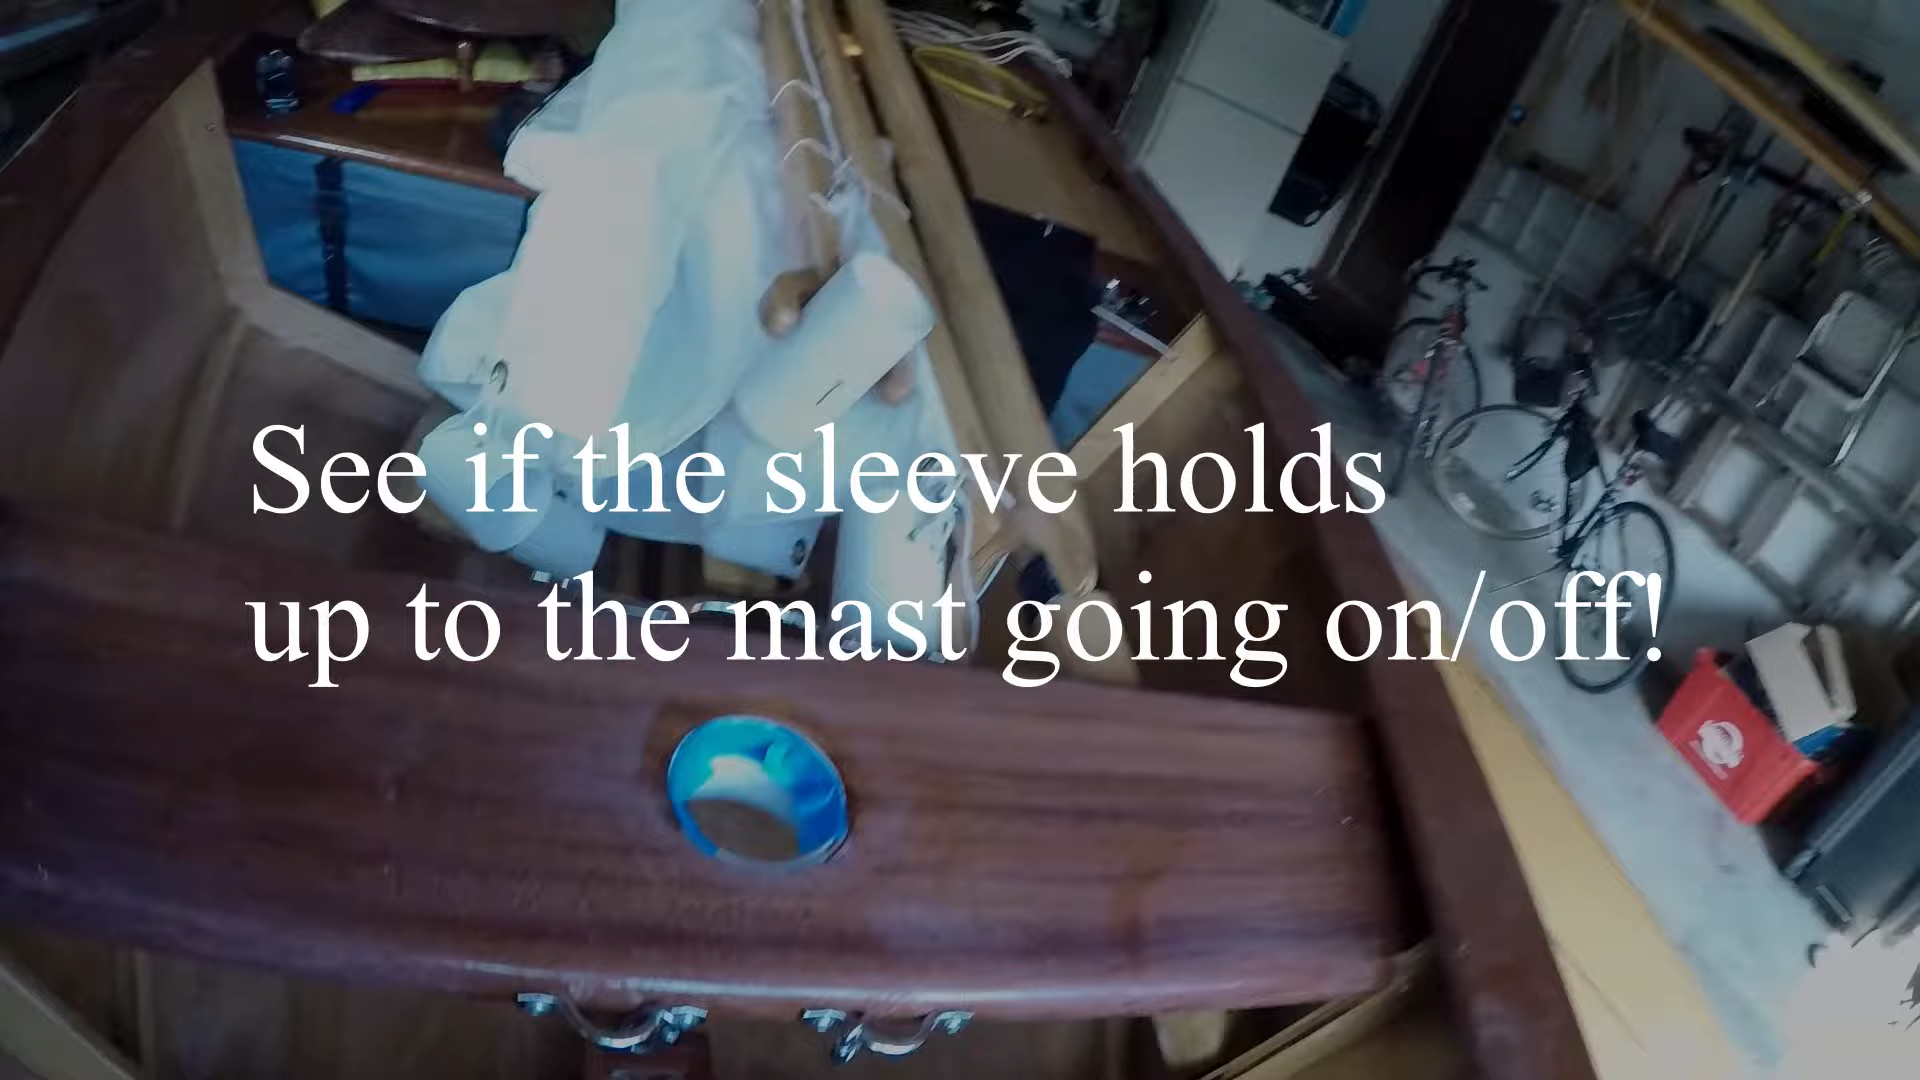 See if the sleeve holds
up to the mast going on/off!